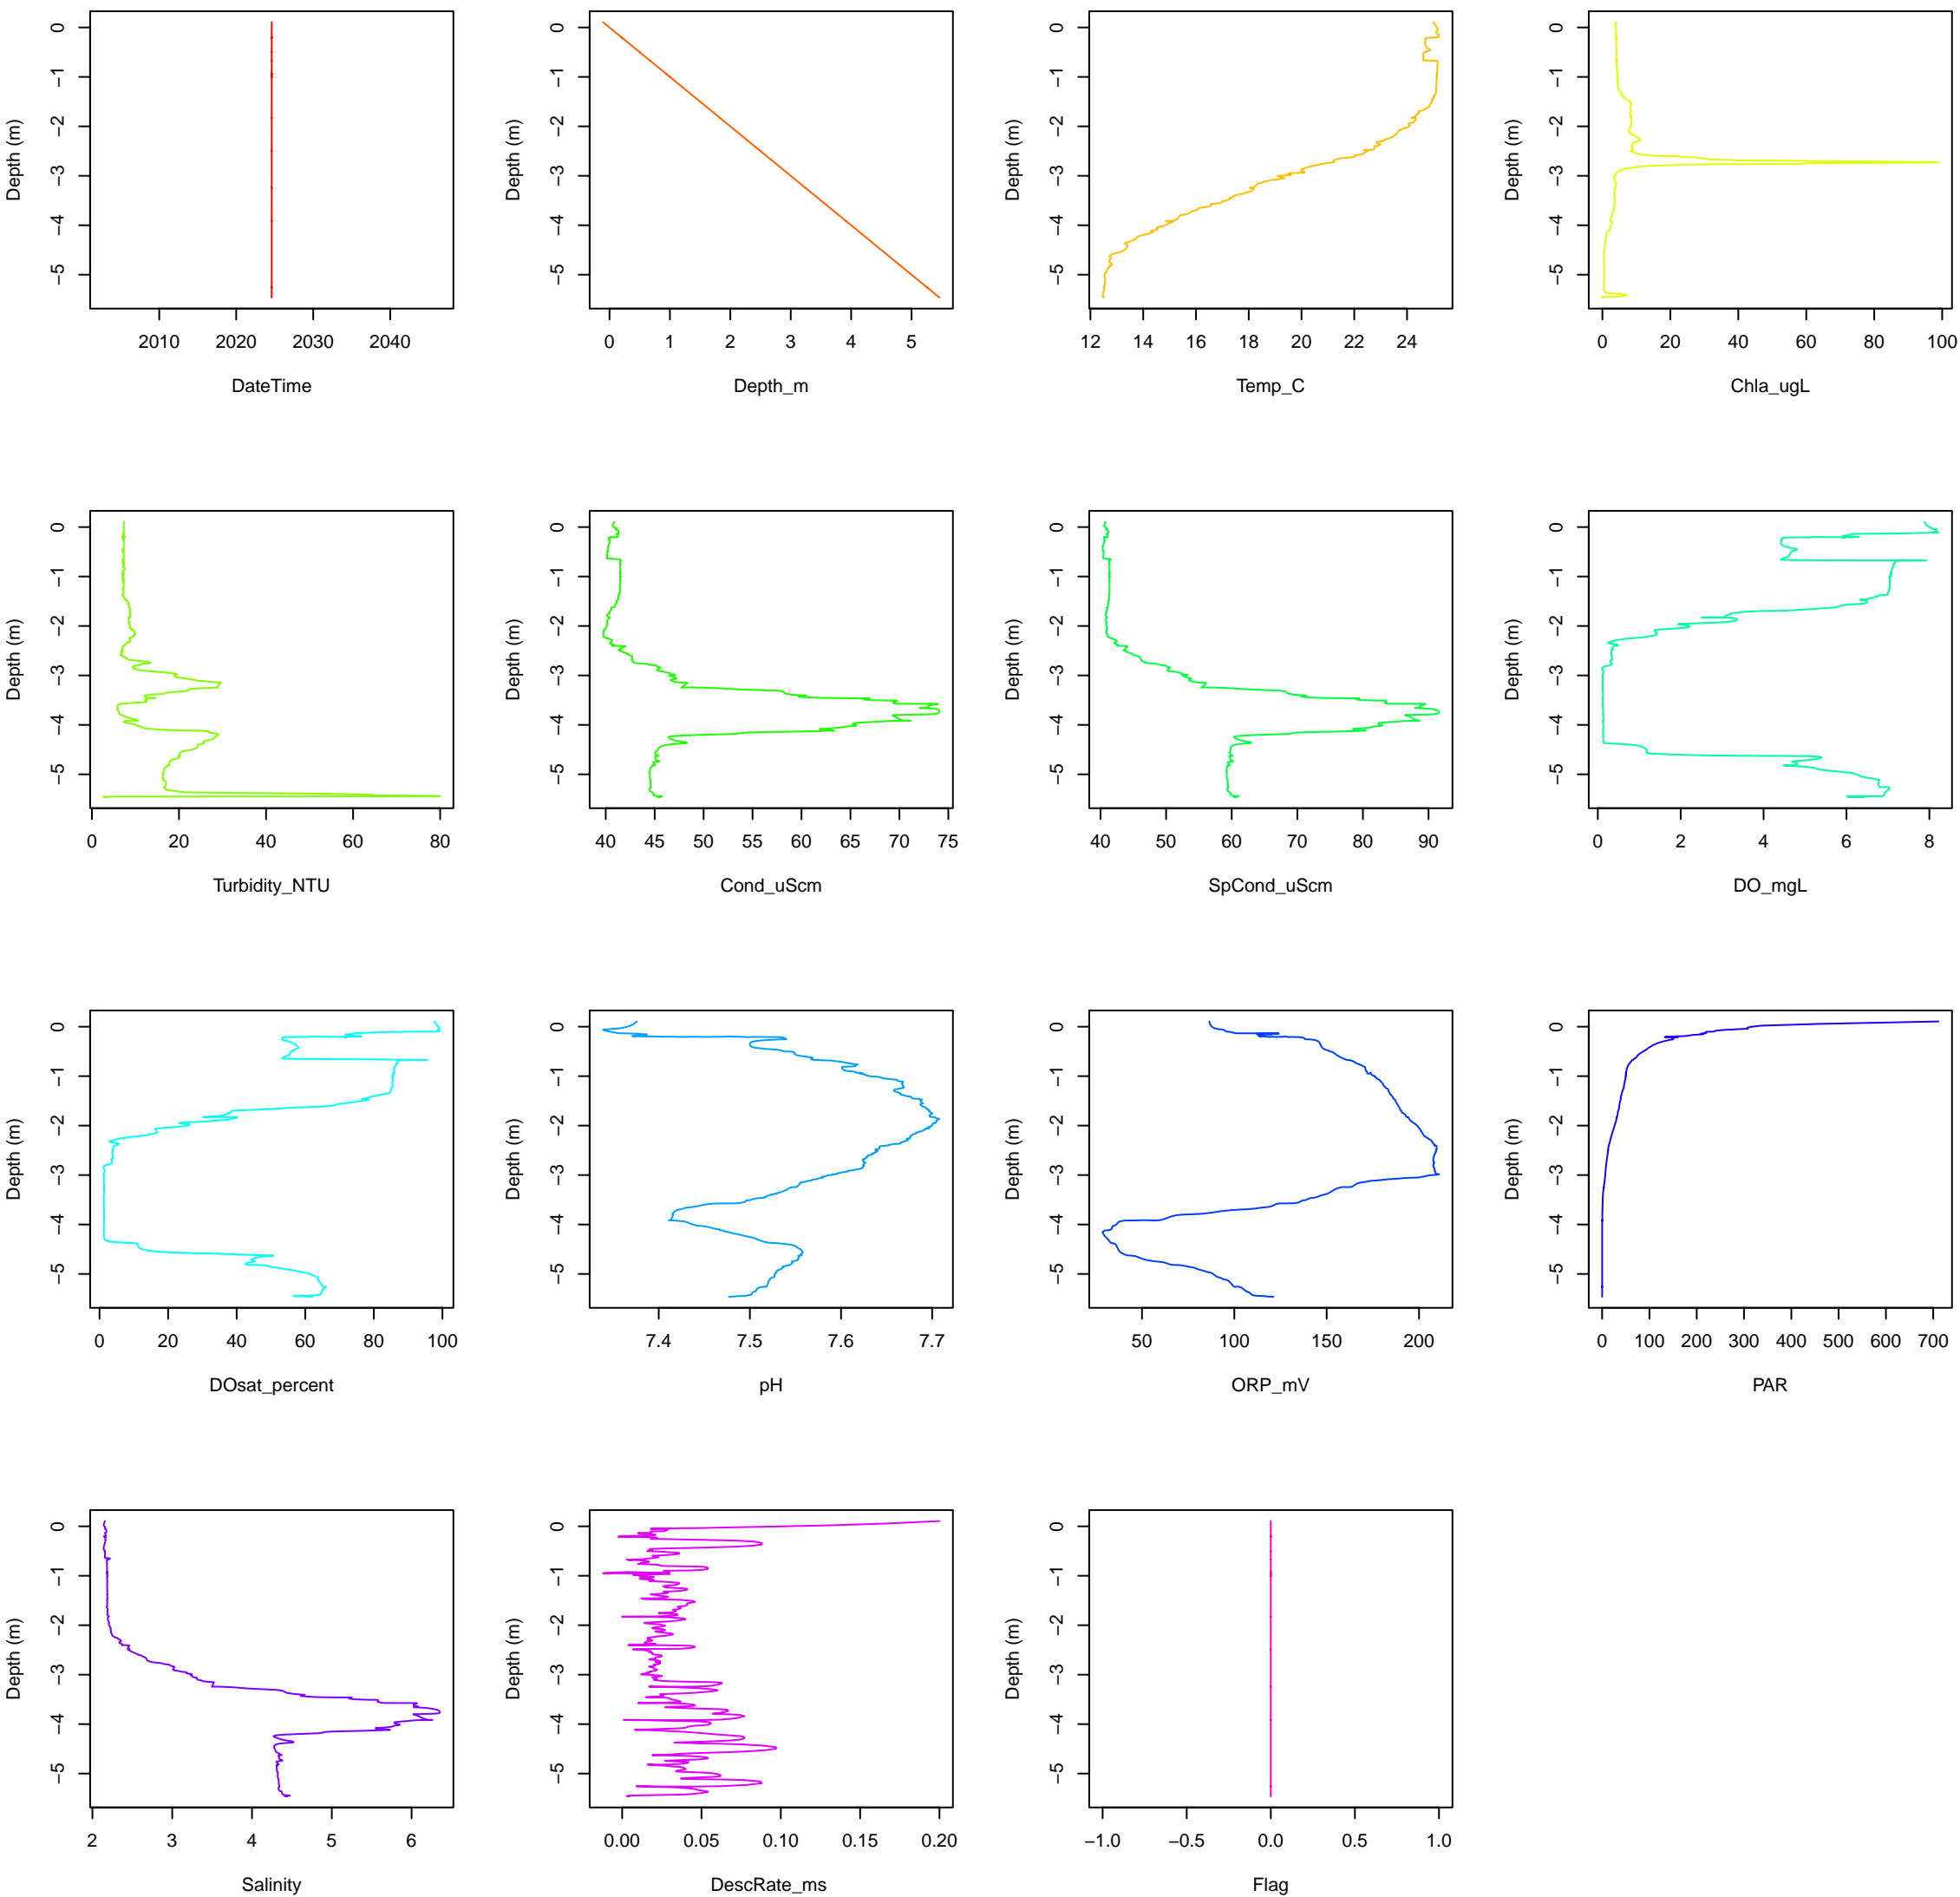 0 −1 −2 −3 −4 −5
Depth (m)
2010 2020 2030 2040
DateTime
0 −1 −2 −3 −4 −5
Depth (m)
0 1 2 3 4 5
Depth_m
0 −1 −2 −3 −4 −5
Depth (m)
12 14 16 18 20 22 24
Temp_C
0 −1 −2 −3 −4 −5
Depth (m)
0 20 40 60 80 100
Chla_ugL
0 −1 −2 −3 −4 −5
Depth (m)
0 20 40 60 80
Turbidity_NTU
0 −1 −2 −3 −4 −5
Depth (m)
40 45 50 55 60 65 70 75
Cond_uScm
0 −1 −2 −3 −4 −5
Depth (m)
40 50 60 70 80 90
SpCond_uScm
0 −1 −2 −3 −4 −5
Depth (m)
0 2 4 6 8
DO_mgL
0 −1 −2 −3 −4 −5
Depth (m)
0 20 40 60 80 100
DOsat_percent
0 −1 −2 −3 −4 −5
Depth (m)
7.4 7.5 7.6 7.7
pH
0 −1 −2 −3 −4 −5
Depth (m)
50 100 150 200
ORP_mV
0 −1 −2 −3 −4 −5
Depth (m)
0 100 200 300 400 500 600 700
PAR
0 −1 −2 −3 −4 −5
Depth (m)
2 3 4 5 6
Salinity
0 −1 −2 −3 −4 −5
Depth (m)
0.00 0.05 0.10 0.15 0.20
DescRate_ms
0 −1 −2 −3 −4 −5
Depth (m)
−1.0 −0.5 0.0 0.5 1.0
Flag